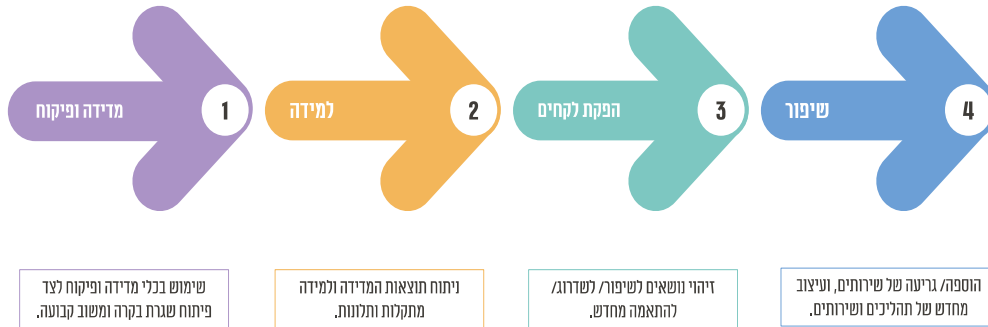 מדידה ופיקוח
1
למידה
2
הפקת לקחים
3
שיפור
4
שימוש בכלי מדידה ופיקוח לצד
פיתוח שגרת בקרה ומשוב קבועה.
ניתוח תוצאות המדידה ולמידה
מתקלות ותלונות.
זיהוי נושאים לשיפור/ לשדרוג/
להתאמה מחדש.
הוספה/ גריעה של שירותים, ועיצוב
מחדש של תהליכים ושירותים.